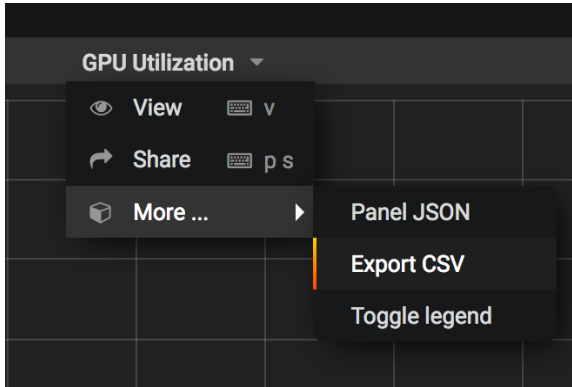 GPU Utilization
View v
Share p s
More ...
Panel JSON
Export CSV
Toggle legend